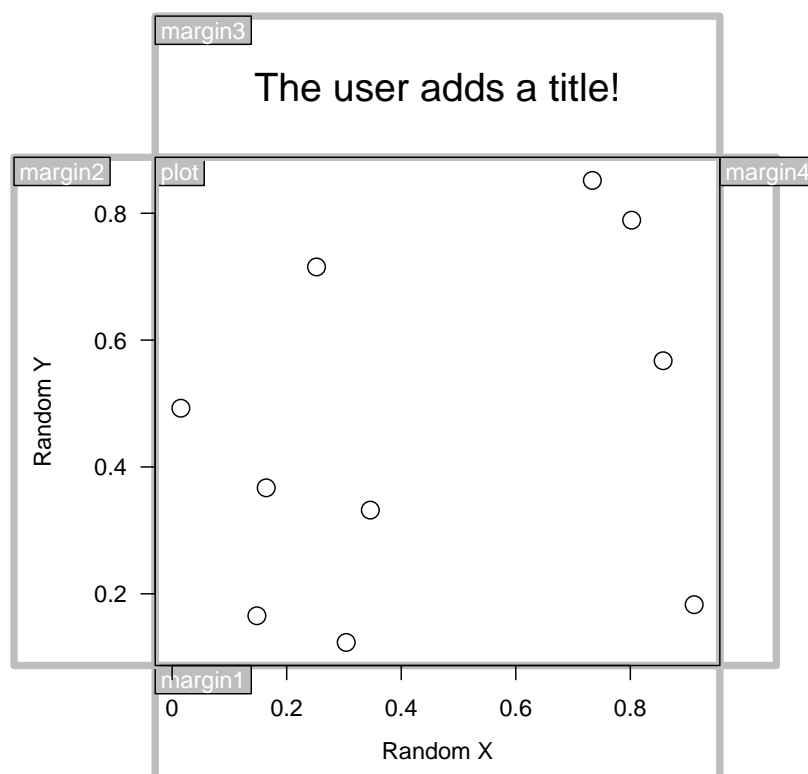 margin3
The user adds a title!
margin2
plot
margin4
0.8
0.6
0.4
0.2
Random Y
margin1
0 0.2 0.4 0.6 0.8
Random X